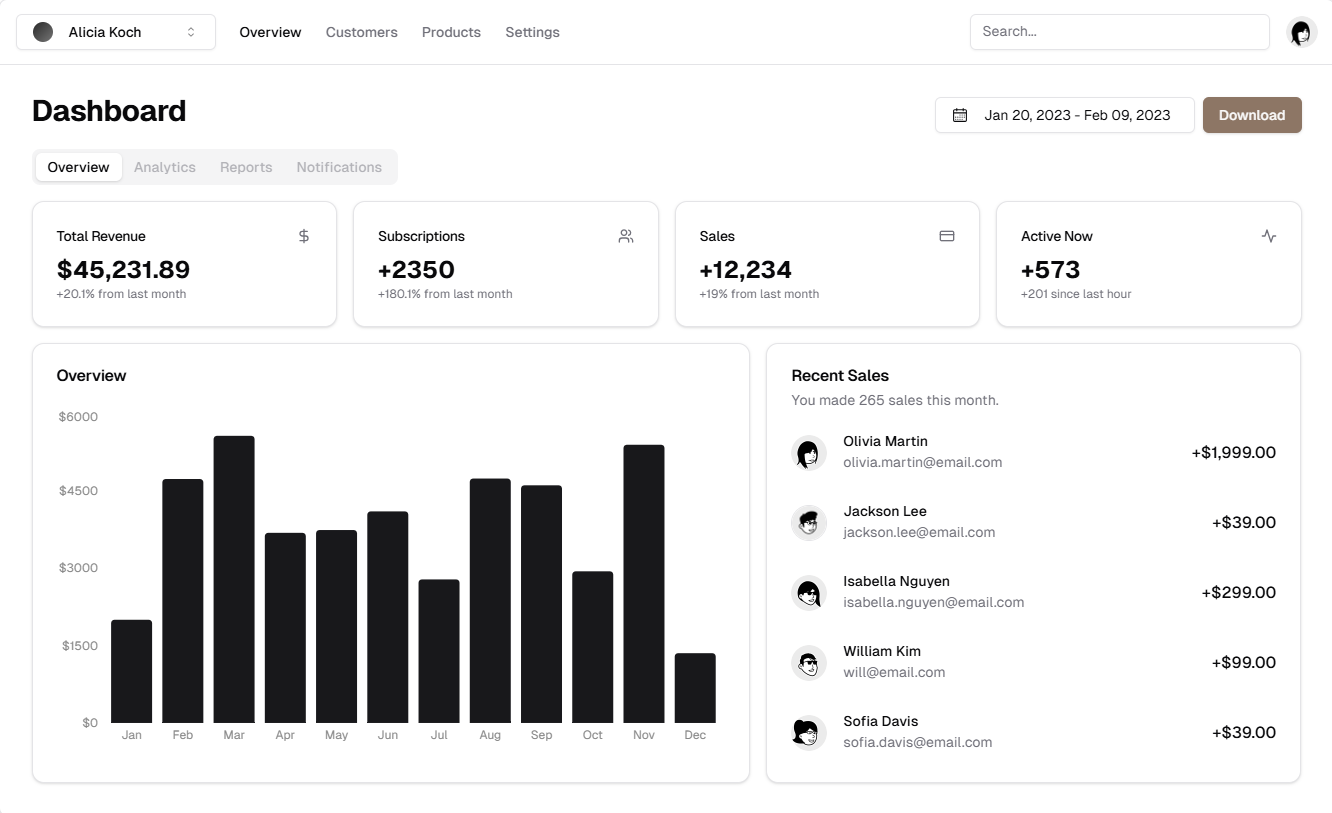 Alicia Koch
Overview Customers Products Settings
Search...
Dashboard
Jan 20, 2023 - Feb 09, 2023
Download
Overview Analytics Reports Notifications
Total Revenue
$45,231.89
+20.1% from last month
Subscriptions
+2350
+180.1% from last month
Sales
+12,234
+19% from last month
Active Now
+573
+201 since last hour
Overview
$6000
$4500
$3000
$1500
$0
Jan Feb Mar Apr May Jun Jul Aug Sep Oct Nov Dec
Recent Sales
You made 265 sales this month.
Olivia Martin
olivia.martin@email.com
+$1,999.00
Jackson Lee
jackson.lee@email.com
+$39.00
Isabella Nguyen
isabella.nguyen@email.com
+$299.00
William Kim
will@email.com
+$99.00
Sofia Davis
sofia.davis@email.com
+$39.00